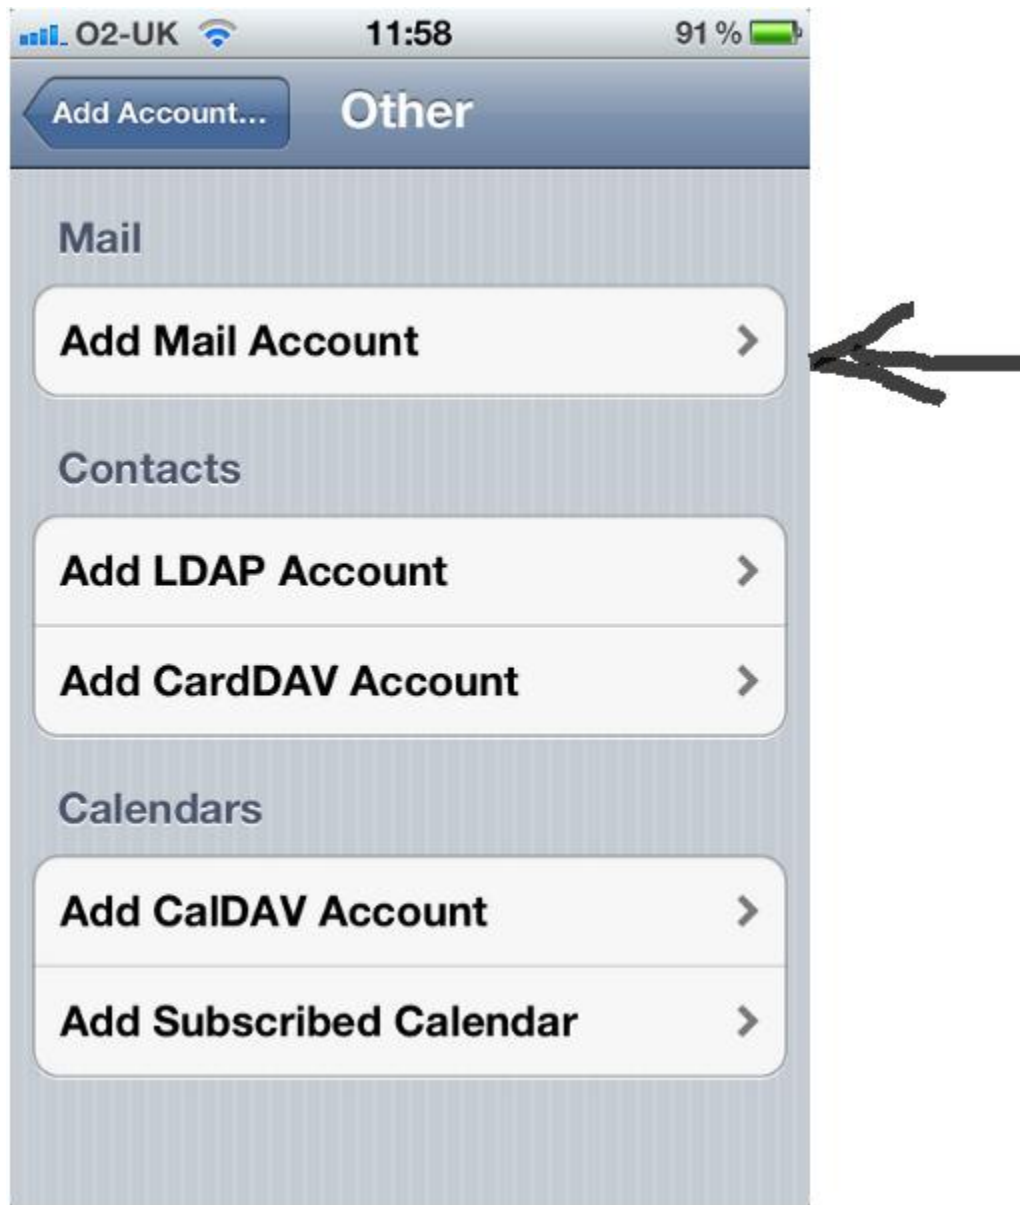 O2-UK 11:58 91 %
Add Account... Other
Mail
Add Mail Account
Contacts
Add LDAP Account
Add CardDAV Account
Calendars
Add CalDAV Account
Add Subscribed Calendar